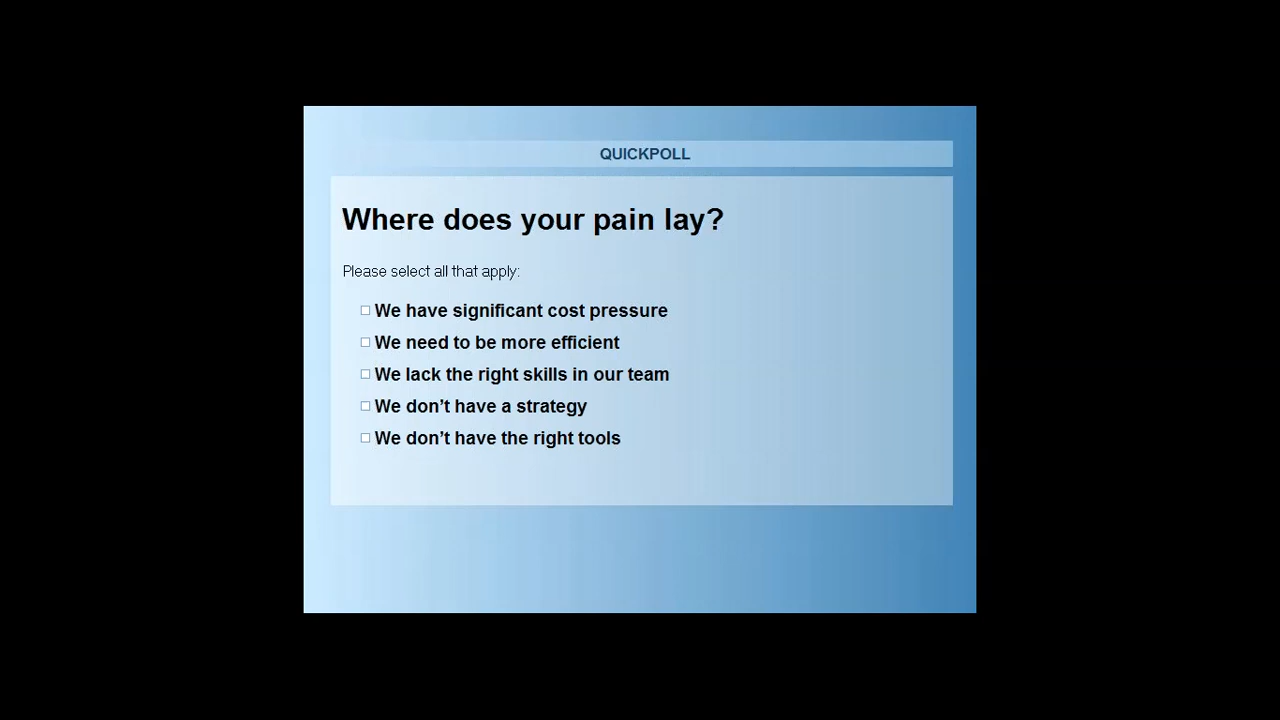 QUICKPOLL
Where does your pain lay?
Please select all that apply:
We have significant cost pressure
We need to be more efficient
We lack the right skills in our team
We don’t have a strategy
We don’t have the right tools